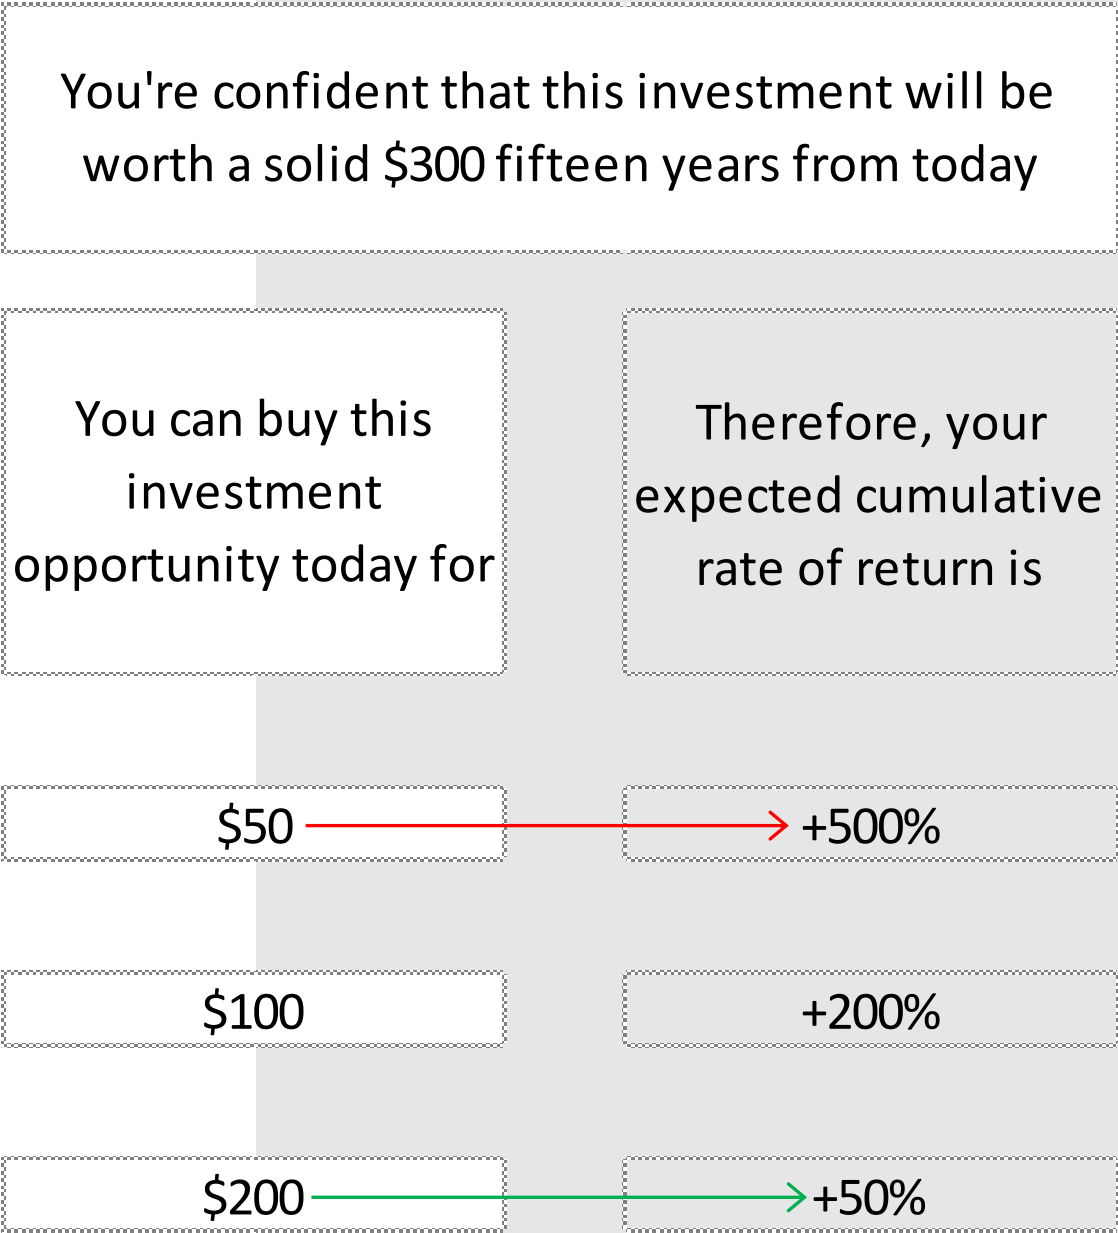 You're confident that this investment will be
worth a solid $300 fifteen years from today
You can buy this
investment
opportunity today for
Therefore, your
expected cumulative
rate of return is
$50
+500%
$100
+200%
$200
+50%